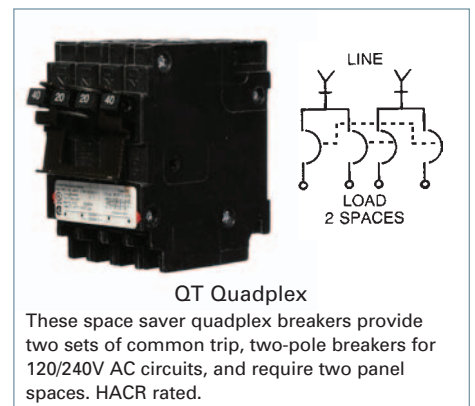 40 20 20 40
LINE
LOAD
2 SPACES
QT Quadplex
These space saver quadplex breakers provide
two sets of common trip, two-pole breakers for
120/240V AC circuits, and require two panel
spaces. HACR rated.